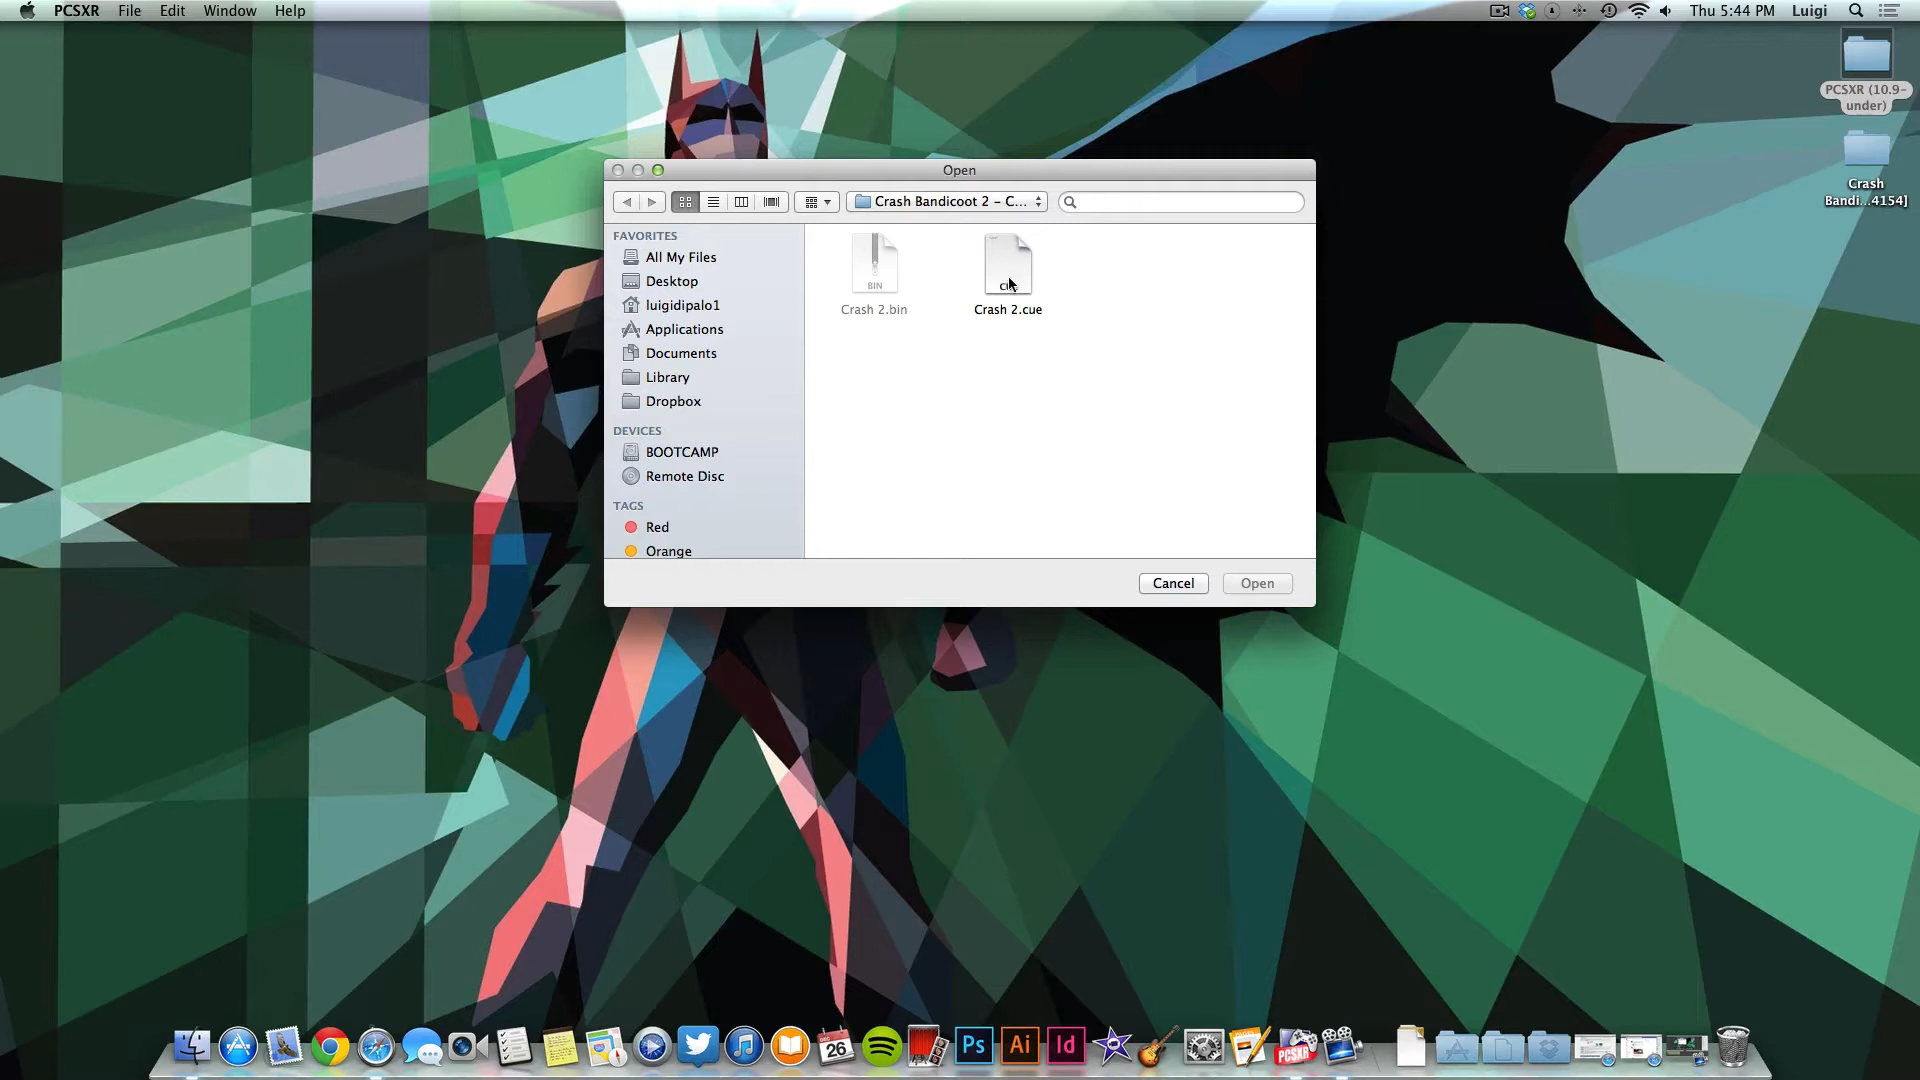 PCSXR File Edit Window Help
Thu 5:44 PM Luigi
PCSXR (10.9-
under)
Crash
Bandi...4154]
Open
Crash Bandicoot 2 - C...
FAVORITES
All My Files
Desktop
luigidipalo1
Applications
Documents
Library
Dropbox
DEVICES
BOOTCAMP
Remote Disc
TAGS
Red
Orange
BIN
Crash 2.bin
Crash 2.cue
Cancel
Open
DEC
26
Ps
Ai
Id
PCSXR